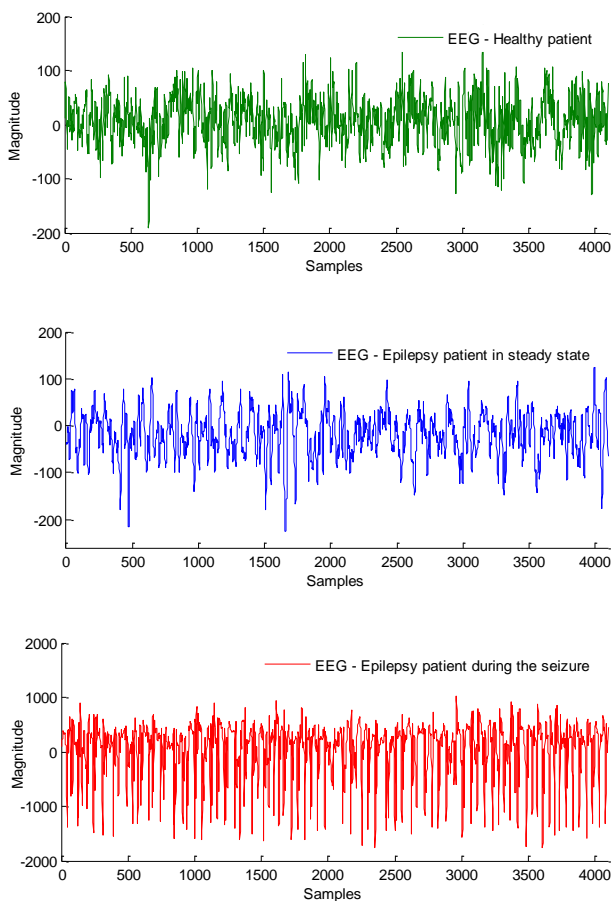 200
EEG - Healthy patient
100
0
-100
-200
Magnitude
0 500 1000 1500 2000 2500 3000 3500 4000
Samples
200
EEG - Epilepsy patient in steady state
100
0
-100
-200
Magnitude
0 500 1000 1500 2000 2500 3000 3500 4000
Samples
2000
EEG - Epilepsy patient during the seizure
1000
0
-1000
-2000
Magnitude
0 500 1000 1500 2000 2500 3000 3500 4000
Samples